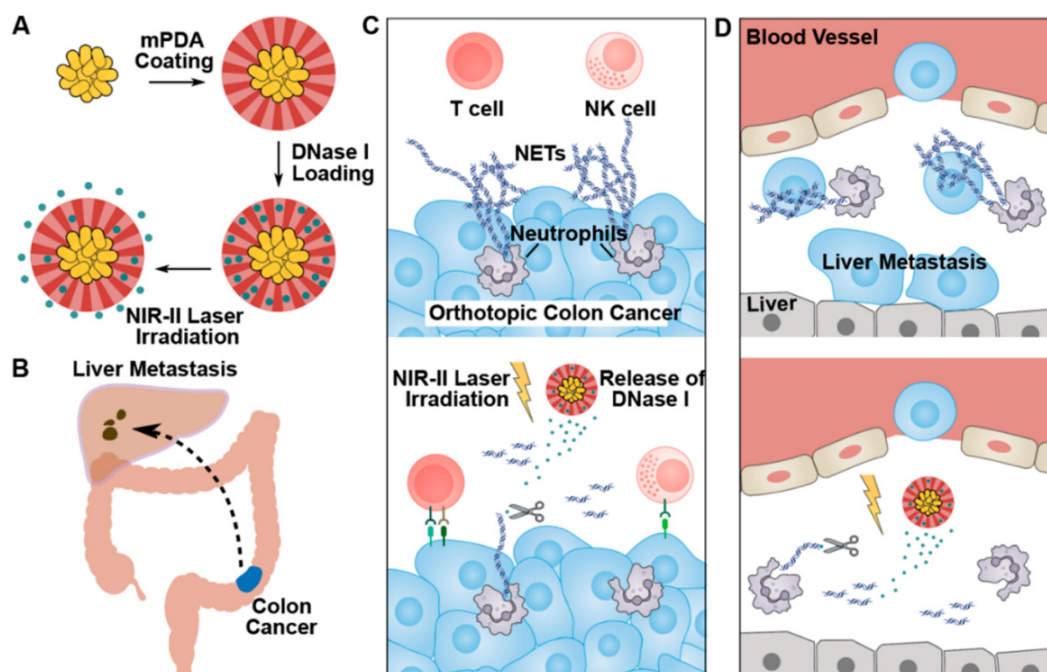 A
mPDA
Coating
DNase I
Loading
NIR-II Laser
Irradiation
B
Liver Metastasis
Colon
Cancer
C
T cell
NK cell
NETs
Neutrophils
Orthotopic Colon Cancer
NIR-II Laser
Irradiation
Release of
DNase I
D
Blood Vessel
Liver Metastasis
Liver